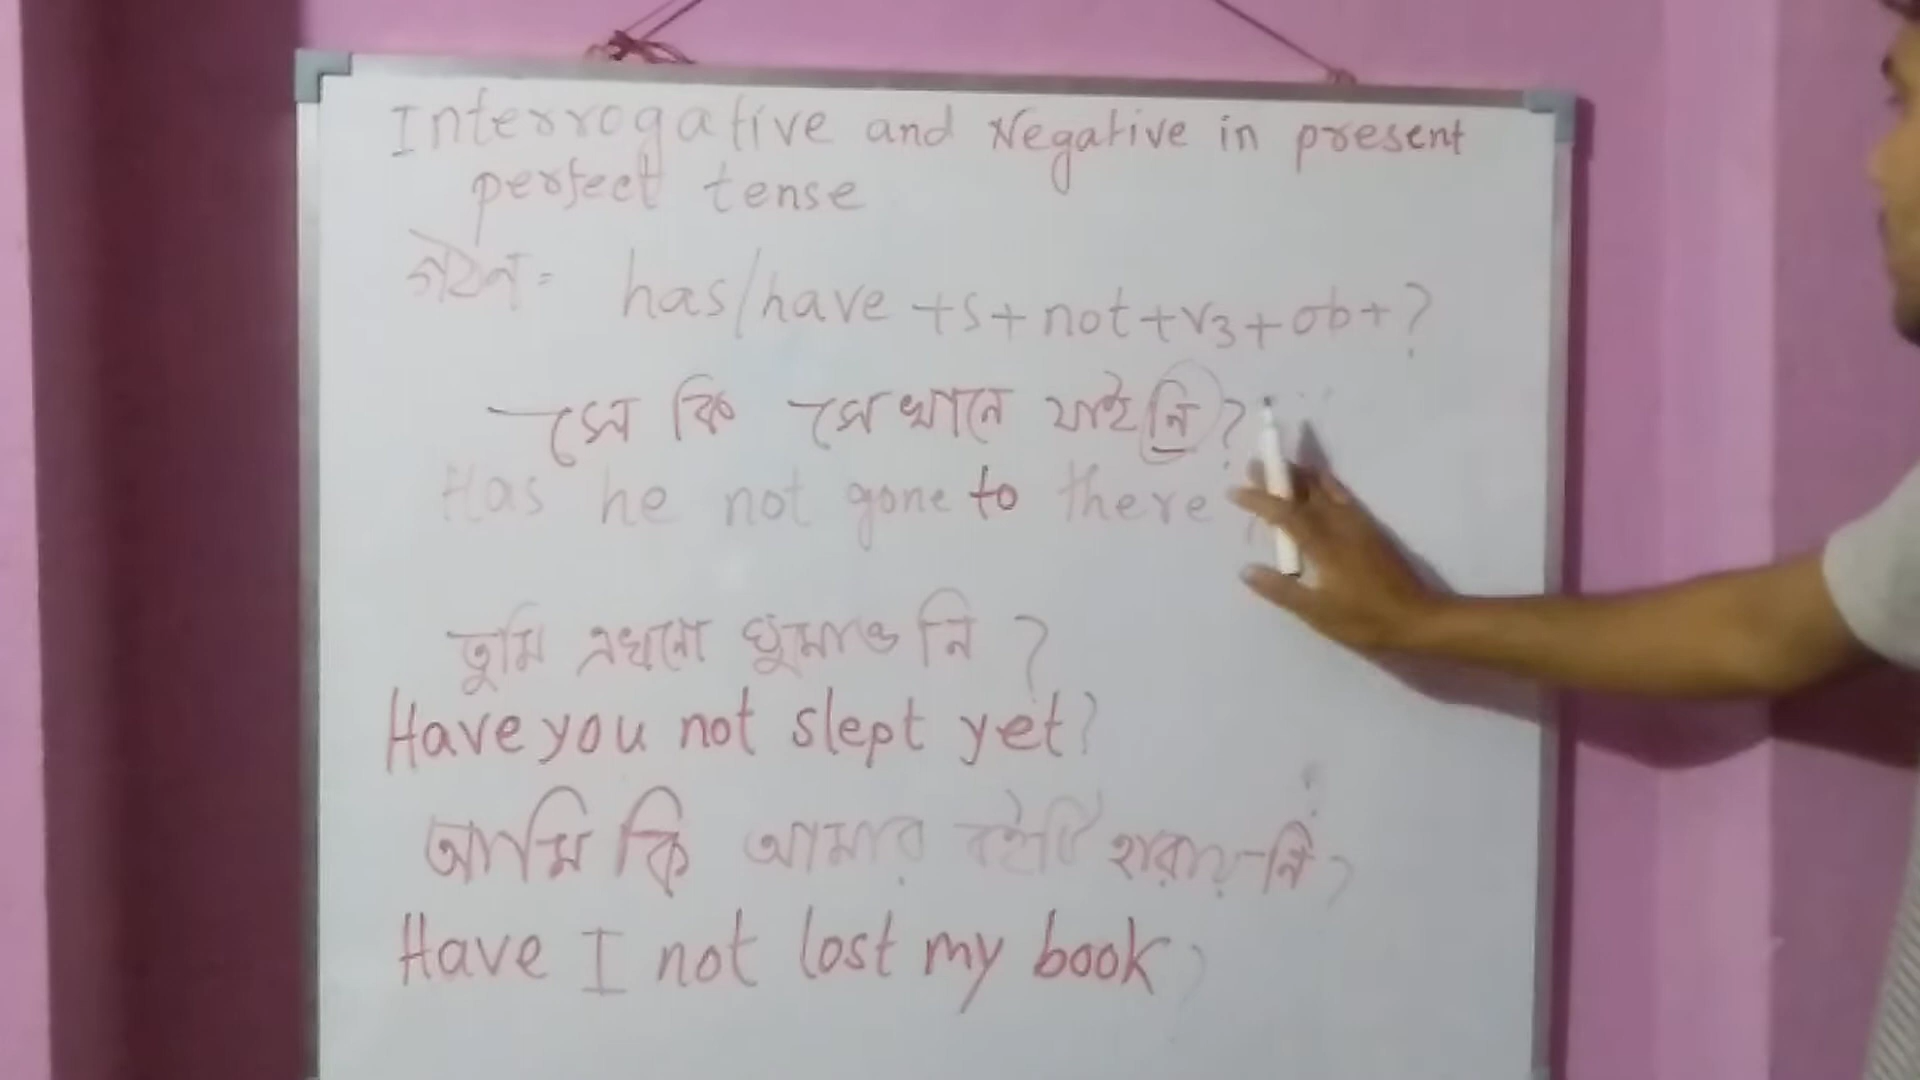 Interrogative and Negative in present
perfect tense
গঠন= has/have +s+ not+v3+ob+?
সে কি সেখানে যাইনি?
Has he not gone to there ?
তুমি এখনো ঘুমাও নি ?
Have you not slept yet?
আমি কি আমার বইটি হারায়-নি?
Have I not lost my book?